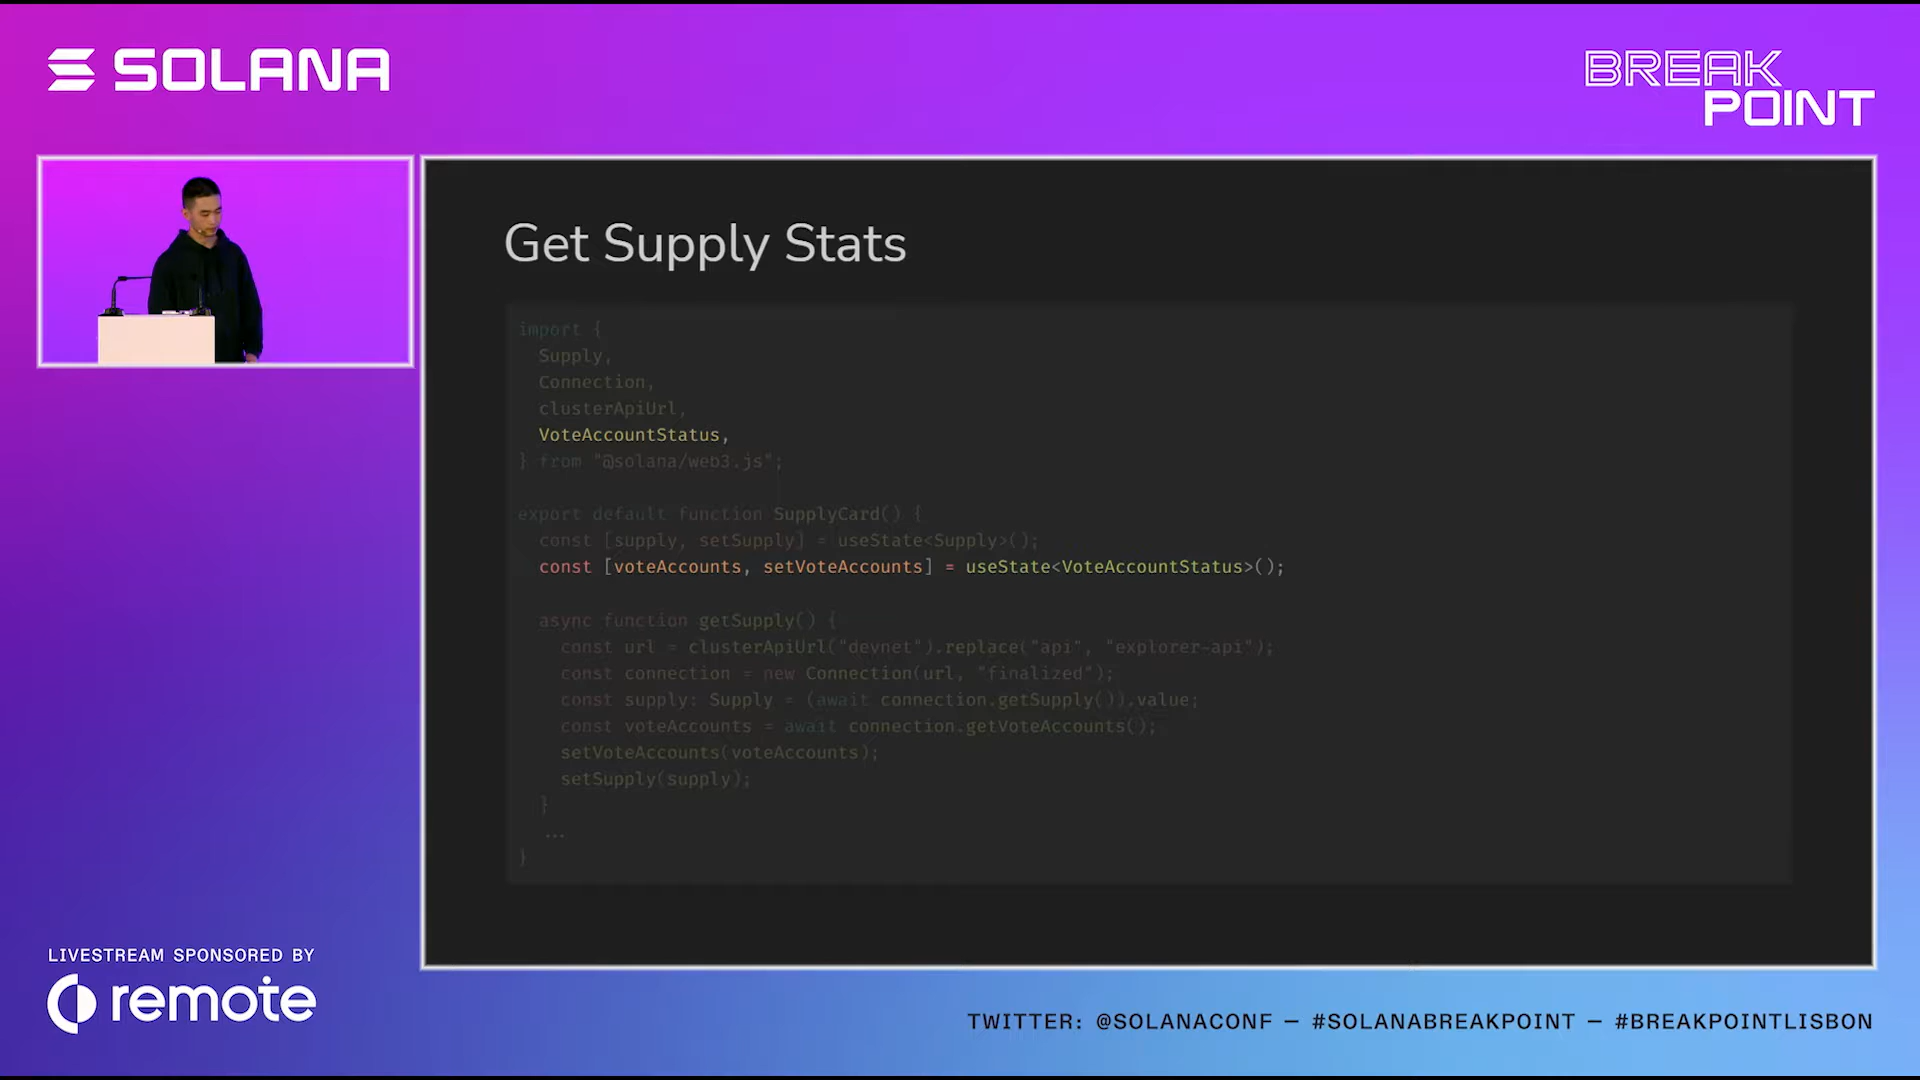 SOLANA
BREAK
POINT
Get Supply Stats
import {
  Supply,
  Connection,
  clusterApiUrl,
  VoteAccountStatus,
} from "@solana/web3.js";
export default function SupplyCard() {
  const [supply, setSupply] = useState<Supply>();
  const [voteAccounts, setVoteAccounts] = useState<VoteAccountStatus>();
  async function getSupply() {
    const url = clusterApiUrl("devnet").replace("api", "explorer-api");
    const connection = new Connection(url, "finalized");
    const supply: Supply = (await connection.getSupply()).value;
    const voteAccounts = await connection.getVoteAccounts();
    setVoteAccounts(voteAccounts);
    setSupply(supply);
  }
  ...
}
LIVESTREAM SPONSORED BY
remote
TWITTER: @SOLANACONF – #SOLANABREAKPOINT – #BREAKPOINTLISBON